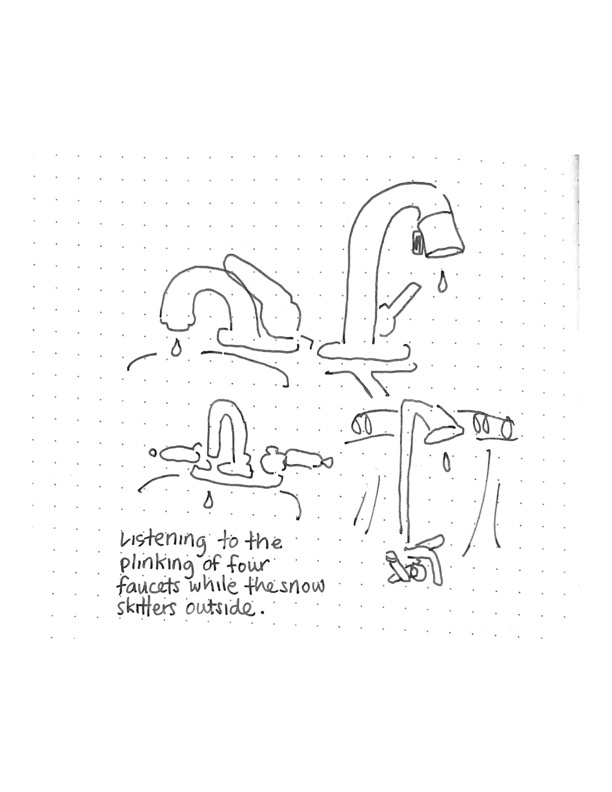 Listening to the
plinking of four
faucets while the snow
skitters outside.